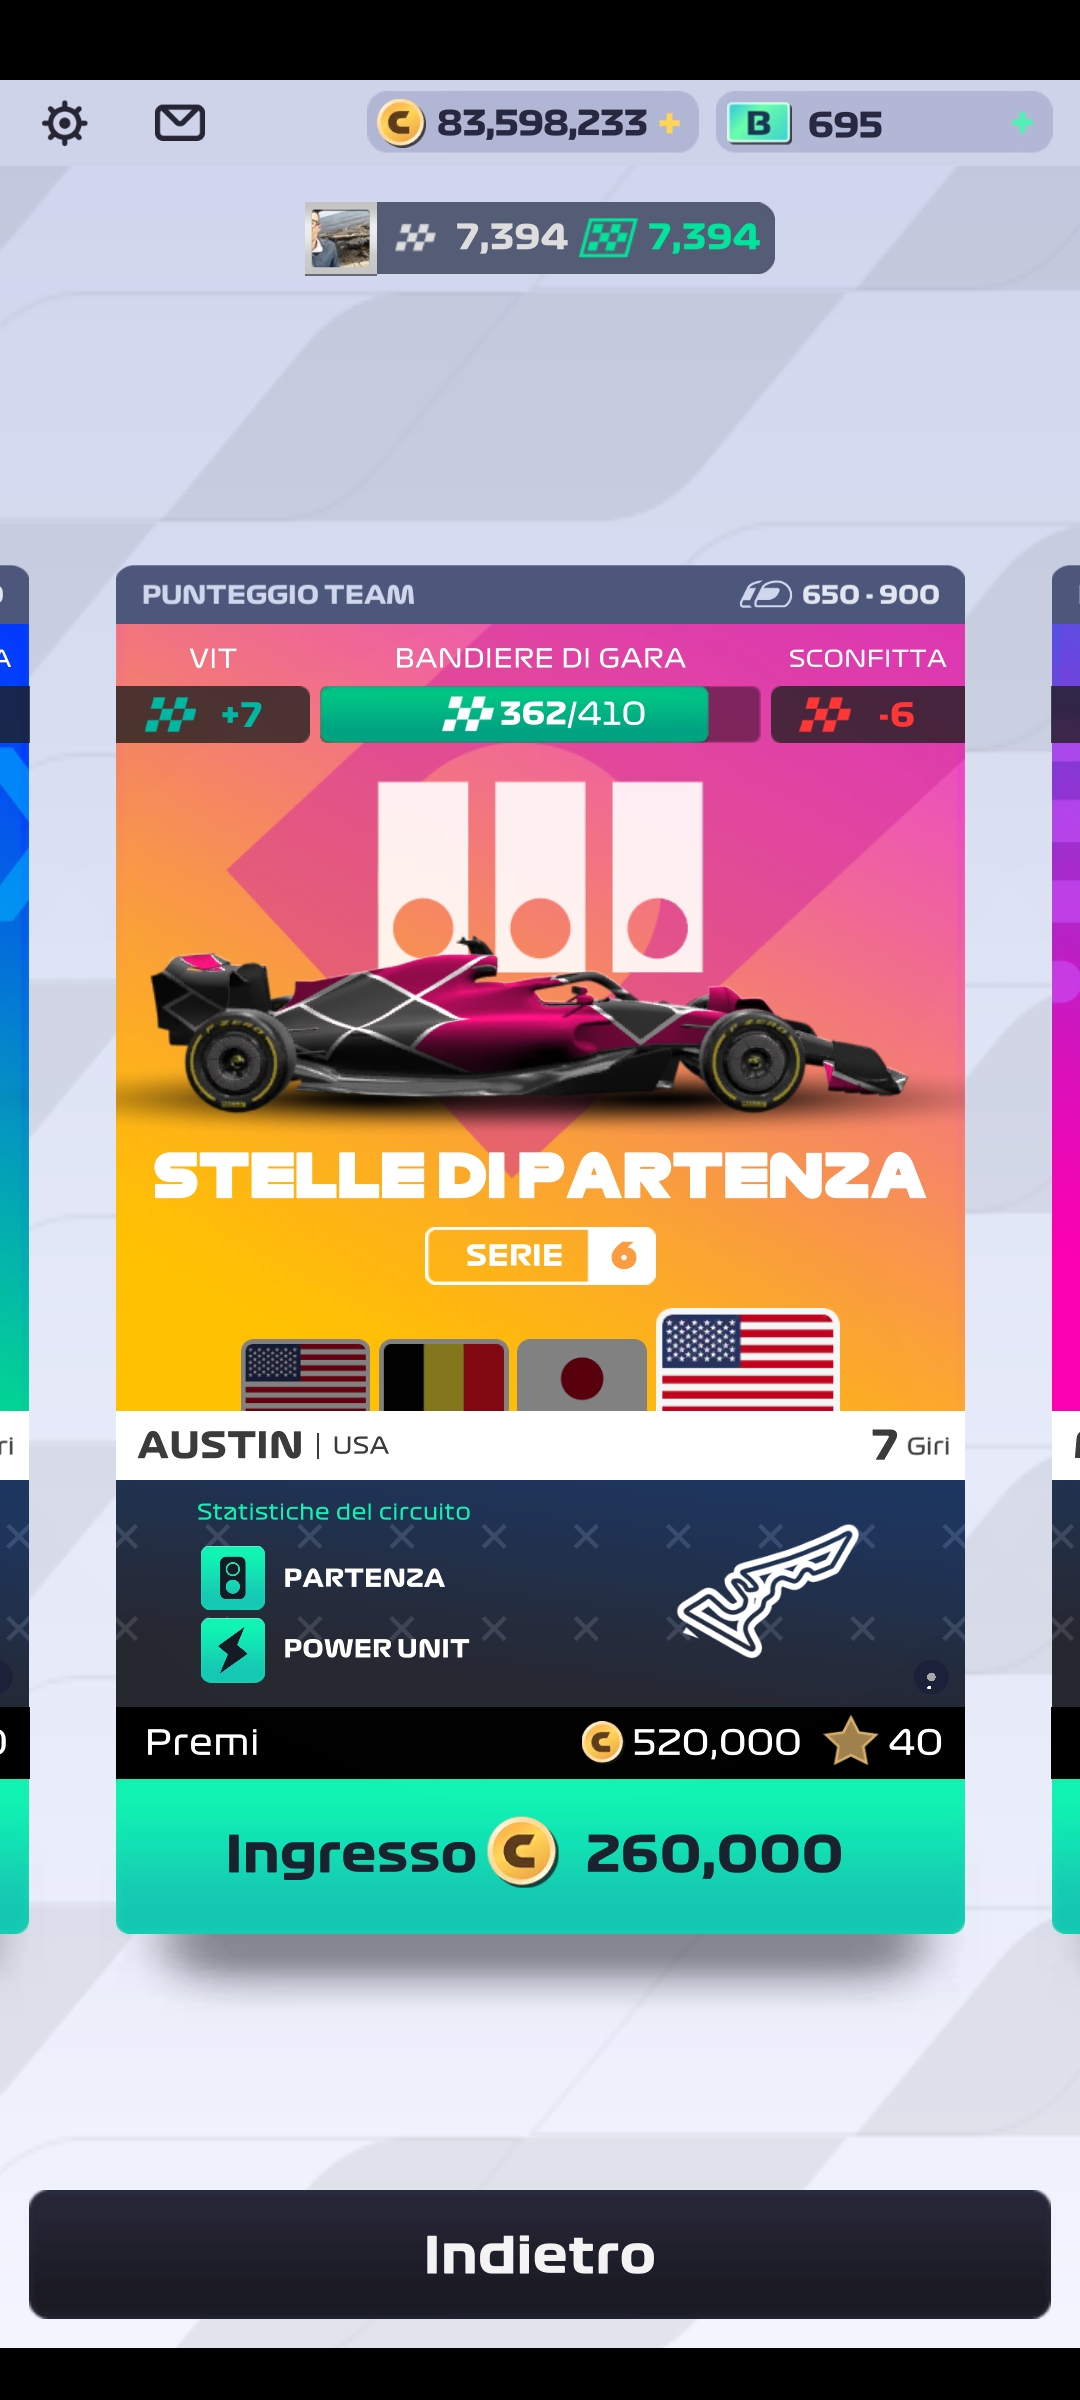 C 83,598,233 +
B 695 +
7,394 7,394
PUNTEGGIO TEAM 650 - 900
VIT BANDIERE DI GARA SCONFITTA
+7 362/410 -6
P ZERO P ZERO
STELLE DI PARTENZA
SERIE 6
AUSTIN | USA 7 Giri
Statistiche del circuito
PARTENZA
POWER UNIT
Premi C 520,000 40
Ingresso C 260,000
Indietro